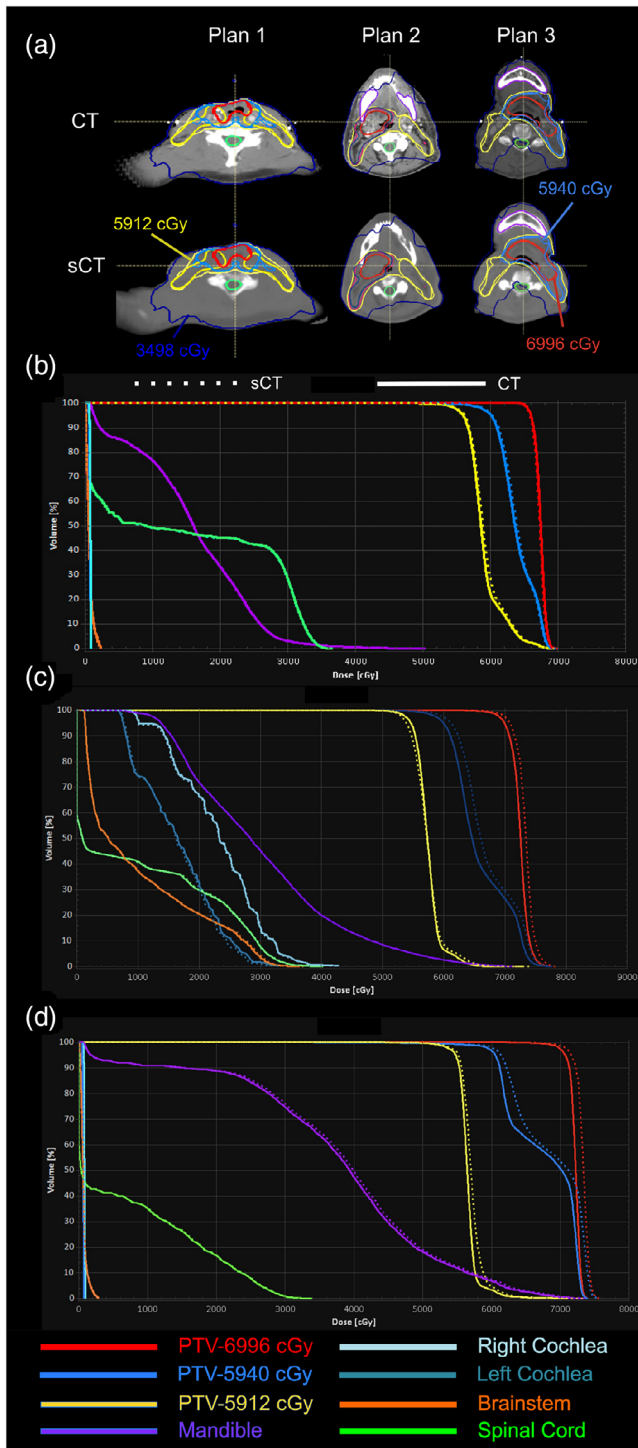 (a) Plan 1 Plan 2 Plan 3
CT
5940 cGy
5912 cGy
sCT
3498 cGy
6996 cGy
(b)
sCT CT
100
90
80
70
60
50
40
30
20
10
0
Volume [%]
0 1000 2000 3000 4000 5000 6000 7000 8000
Dose [cGy]
(c)
100
90
80
70
60
50
40
30
20
10
0
Volume [%]
0 1000 2000 3000 4000 5000 6000 7000 8000 9000
Dose [cGy]
(d)
100
90
80
70
60
50
40
30
20
10
0
Volume [%]
0 1000 2000 3000 4000 5000 6000 7000 8000
Dose [cGy]
PTV-6996 cGy Right Cochlea
PTV-5940 cGy Left Cochlea
PTV-5912 cGy Brainstem
Mandible Spinal Cord